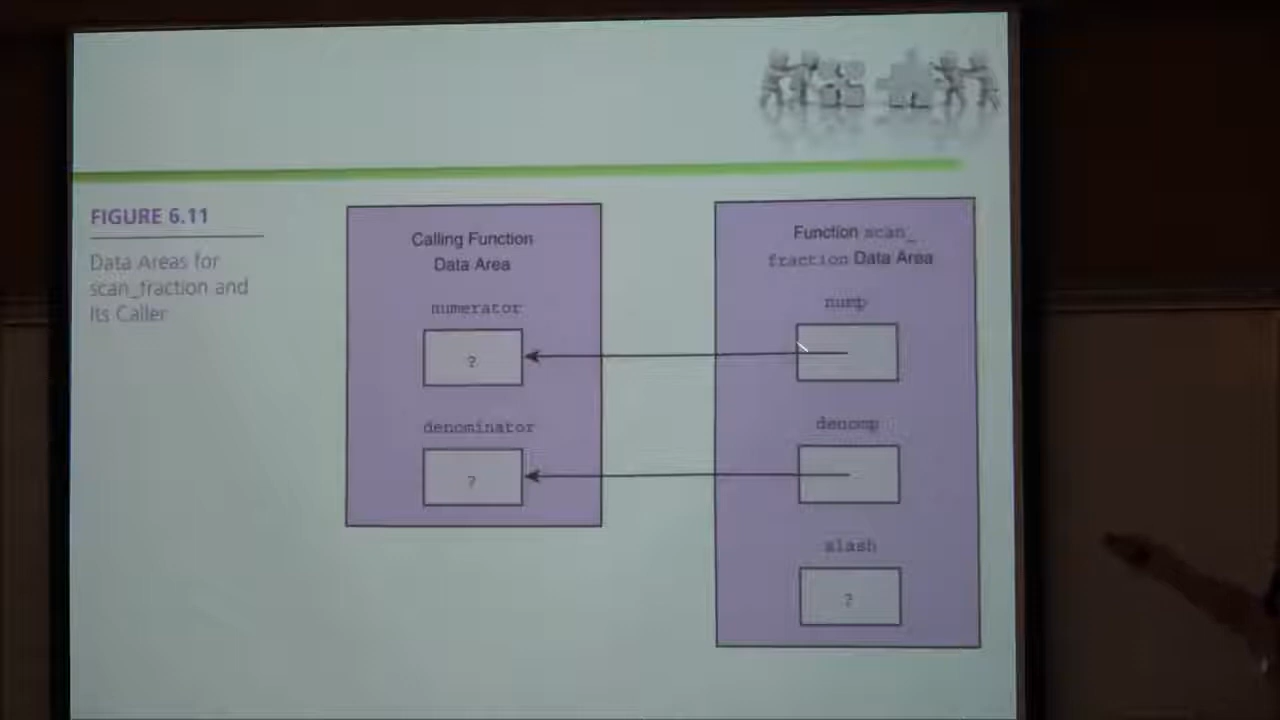 FIGURE 6.11
Data Areas for
scan_fraction and
Its Caller
Calling Function
Data Area
numerator
?
denominator
?
Function scan_
fraction Data Area
nump
denomp
slash
?